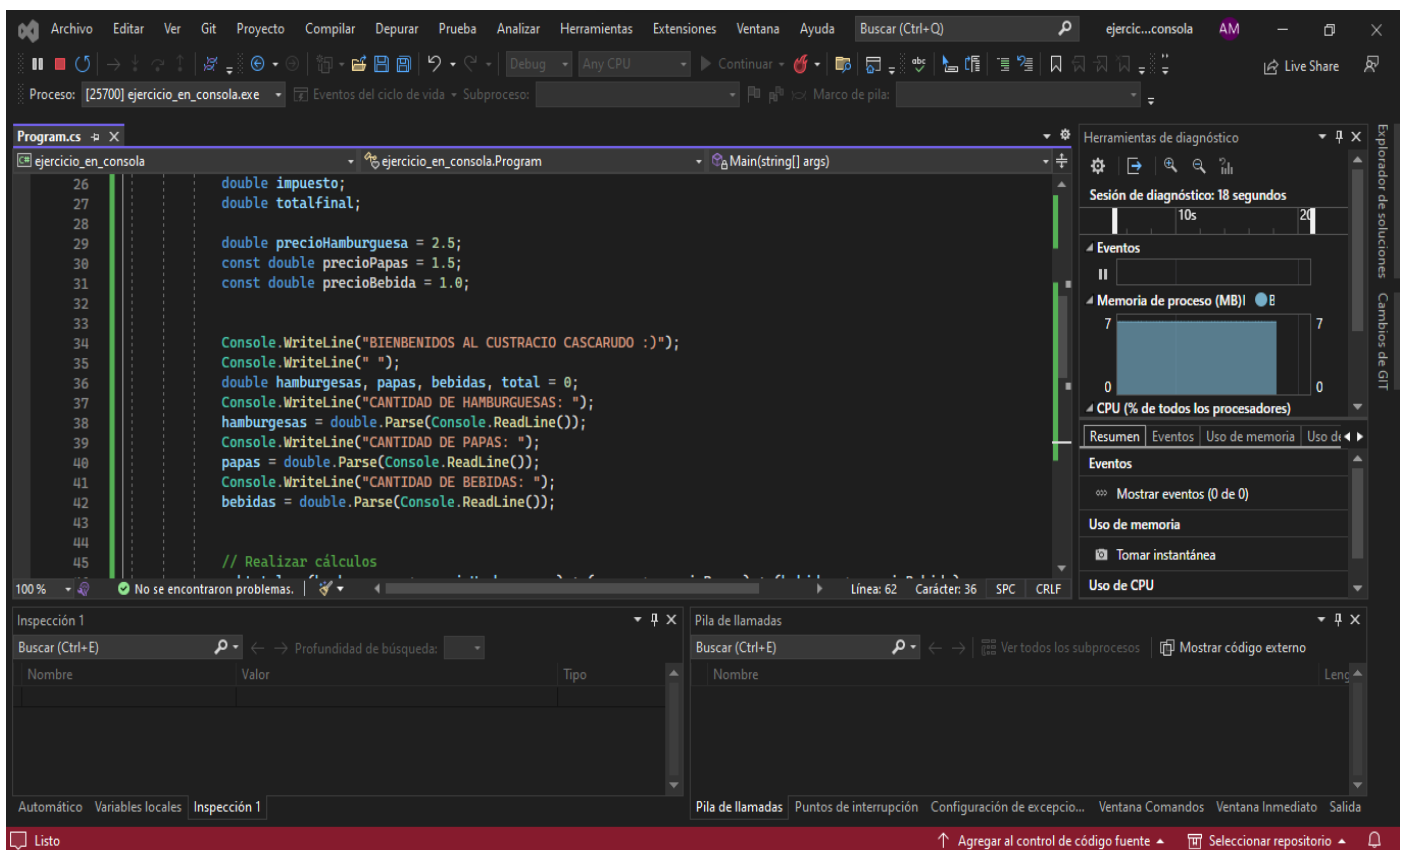 Archivo Editar Ver Git Proyecto Compilar Depurar Prueba Analizar Herramientas Extensiones Ventana Ayuda Buscar (Ctrl+Q) ejercic...consola AM
Debug Any CPU Continuar Live Share
Proceso: [25700] ejercicio_en_consola.exe Eventos del ciclo de vida Subproceso: Marco de pila:
Program.cs
ejercicio_en_consola ejercicio_en_consola.Program Main(string[] args)
26 double impuesto;
27 double totalfinal;
28
29 double precioHamburguesa = 2.5;
30 const double precioPapas = 1.5;
31 const double precioBebida = 1.0;
32
33
34 Console.WriteLine("BIENBENIDOS AL CUSTRACIO CASCARUDO :)");
35 Console.WriteLine(" ");
36 double hamburgesas, papas, bebidas, total = 0;
37 Console.WriteLine("CANTIDAD DE HAMBURGUESAS: ");
38 hamburgesas = double.Parse(Console.ReadLine());
39 Console.WriteLine("CANTIDAD DE PAPAS: ");
40 papas = double.Parse(Console.ReadLine());
41 Console.WriteLine("CANTIDAD DE BEBIDAS: ");
42 bebidas = double.Parse(Console.ReadLine());
43
44
45 // Realizar cálculos
100 % No se encontraron problemas. Línea: 62 Carácter: 36 SPC CRLF
Herramientas de diagnóstico
Sesión de diagnóstico: 18 segundos
10s 20
Eventos
Memoria de proceso (MB)
7 7
0 0
CPU (% de todos los procesadores)
Resumen Eventos Uso de memoria Uso de
Eventos
Mostrar eventos (0 de 0)
Uso de memoria
Tomar instantánea
Uso de CPU
Explorador de soluciones
Cambios de GIT
Inspección 1
Buscar (Ctrl+E) Profundidad de búsqueda:
Nombre Valor Tipo
Automático Variables locales Inspección 1
Pila de llamadas
Buscar (Ctrl+E) Ver todos los subprocesos Mostrar código externo
Nombre Leng
Pila de llamadas Puntos de interrupción Configuración de excepcio... Ventana Comandos Ventana Inmediato Salida
Listo Agregar al control de código fuente Seleccionar repositorio